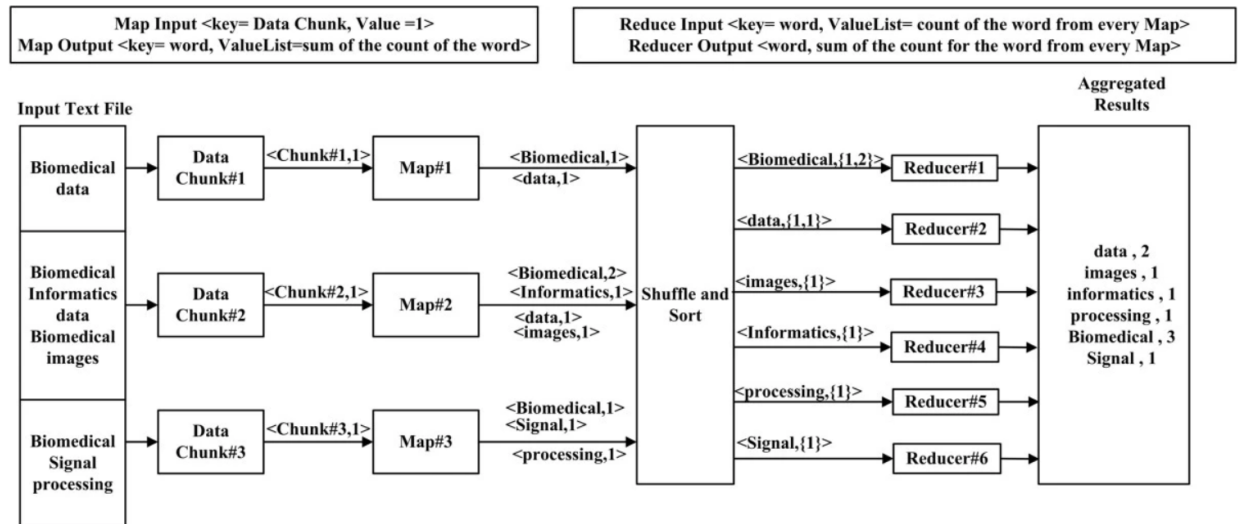 Map Input <key= Data Chunk, Value =1>
Map Output <key= word, ValueList=sum of the count of the word>
Reduce Input <key= word, ValueList= count of the word from every Map>
Reducer Output <word, sum of the count for the word from every Map>
Input Text File
Aggregated
Results
Biomedical
data
Data
Chunk#1
<Chunk#1,1>
Map#1
<Biomedical,1>
<data,1>
Biomedical
Informatics
data
Biomedical
images
Data
Chunk#2
<Chunk#2,1>
Map#2
<Biomedical,2>
<Informatics,1>
<data,1>
<images,1>
Biomedical
Signal
processing
Data
Chunk#3
<Chunk#3,1>
Map#3
<Biomedical,1>
<Signal,1>
<processing,1>
Shuffle and
Sort
<Biomedical,{1,2}>
Reducer#1
<data,{1,1}>
Reducer#2
<images,{1}>
Reducer#3
<Informatics,{1}>
Reducer#4
<processing,{1}>
Reducer#5
<Signal,{1}>
Reducer#6
data , 2
images , 1
informatics , 1
processing , 1
Biomedical , 3
Signal , 1